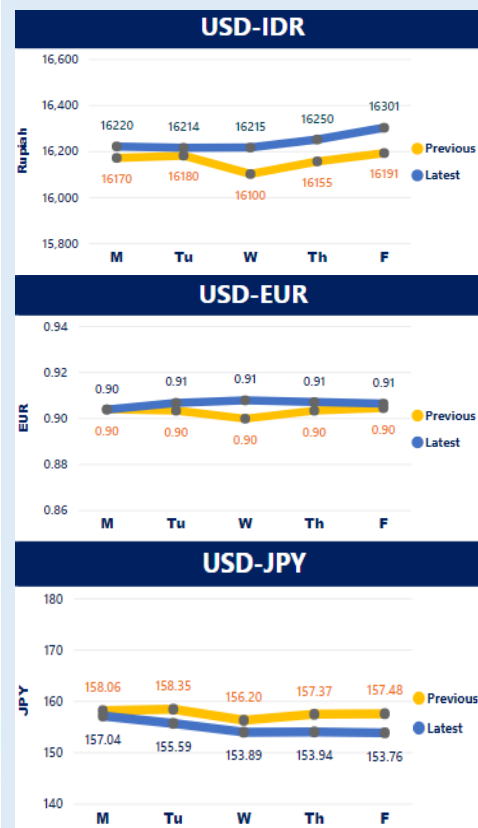 USD-IDR
16,600
16,400
16,200
16,000
15,800
Rupiah
16220 16214 16215 16250 16301
16170 16180 16100 16155 16191
Previous
Latest
M Tu W Th F
USD-EUR
0.94
0.92
0.90
0.88
0.86
EUR
0.90 0.91 0.91 0.91 0.91
0.90 0.90 0.90 0.90 0.90
Previous
Latest
M Tu W Th F
USD-JPY
180
170
160
150
140
JPY
158.06 158.35 156.20 157.37 157.48
157.04 155.59 153.89 153.94 153.76
Previous
Latest
M Tu W Th F